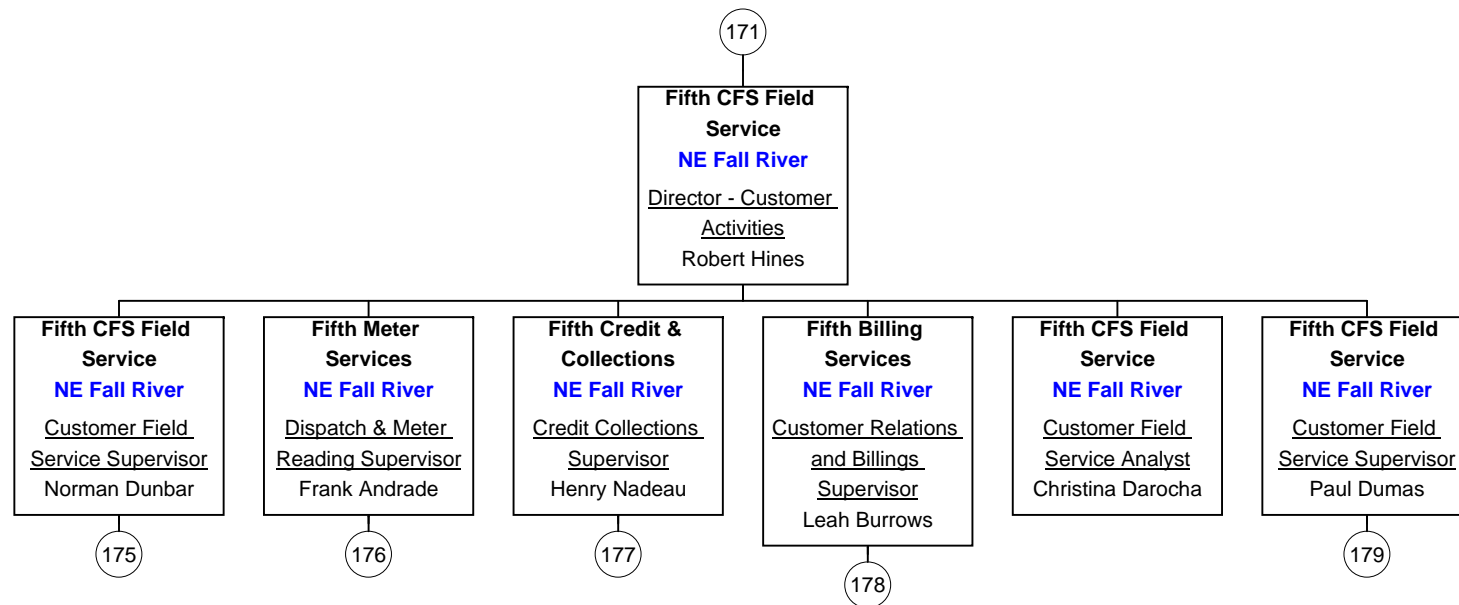 171
Fifth CFS Field
Service
NE Fall River
Director - Customer
Activities
Robert Hines
Fifth CFS Field
Service
NE Fall River
Customer Field
Service Supervisor
Norman Dunbar
175
Fifth Meter
Services
NE Fall River
Dispatch & Meter
Reading Supervisor
Frank Andrade
176
Fifth Credit &
Collections
NE Fall River
Credit Collections
Supervisor
Henry Nadeau
177
Fifth Billing
Services
NE Fall River
Customer Relations
and Billings
Supervisor
Leah Burrows
178
Fifth CFS Field
Service
NE Fall River
Customer Field
Service Analyst
Christina Darocha
Fifth CFS Field
Service
NE Fall River
Customer Field
Service Supervisor
Paul Dumas
179